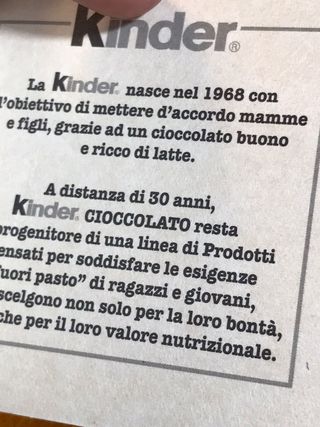 Kinder®
La Kinder® nasce nel 1968 con
l'obiettivo di mettere d'accordo mamme
e figli, grazie ad un cioccolato buono
e ricco di latte.
A distanza di 30 anni,
Kinder® CIOCCOLATO resta
progenitore di una linea di Prodotti
pensati per soddisfare le esigenze
fuori pasto" di ragazzi e giovani,
scelgono non solo per la loro bontà,
che per il loro valore nutrizionale.